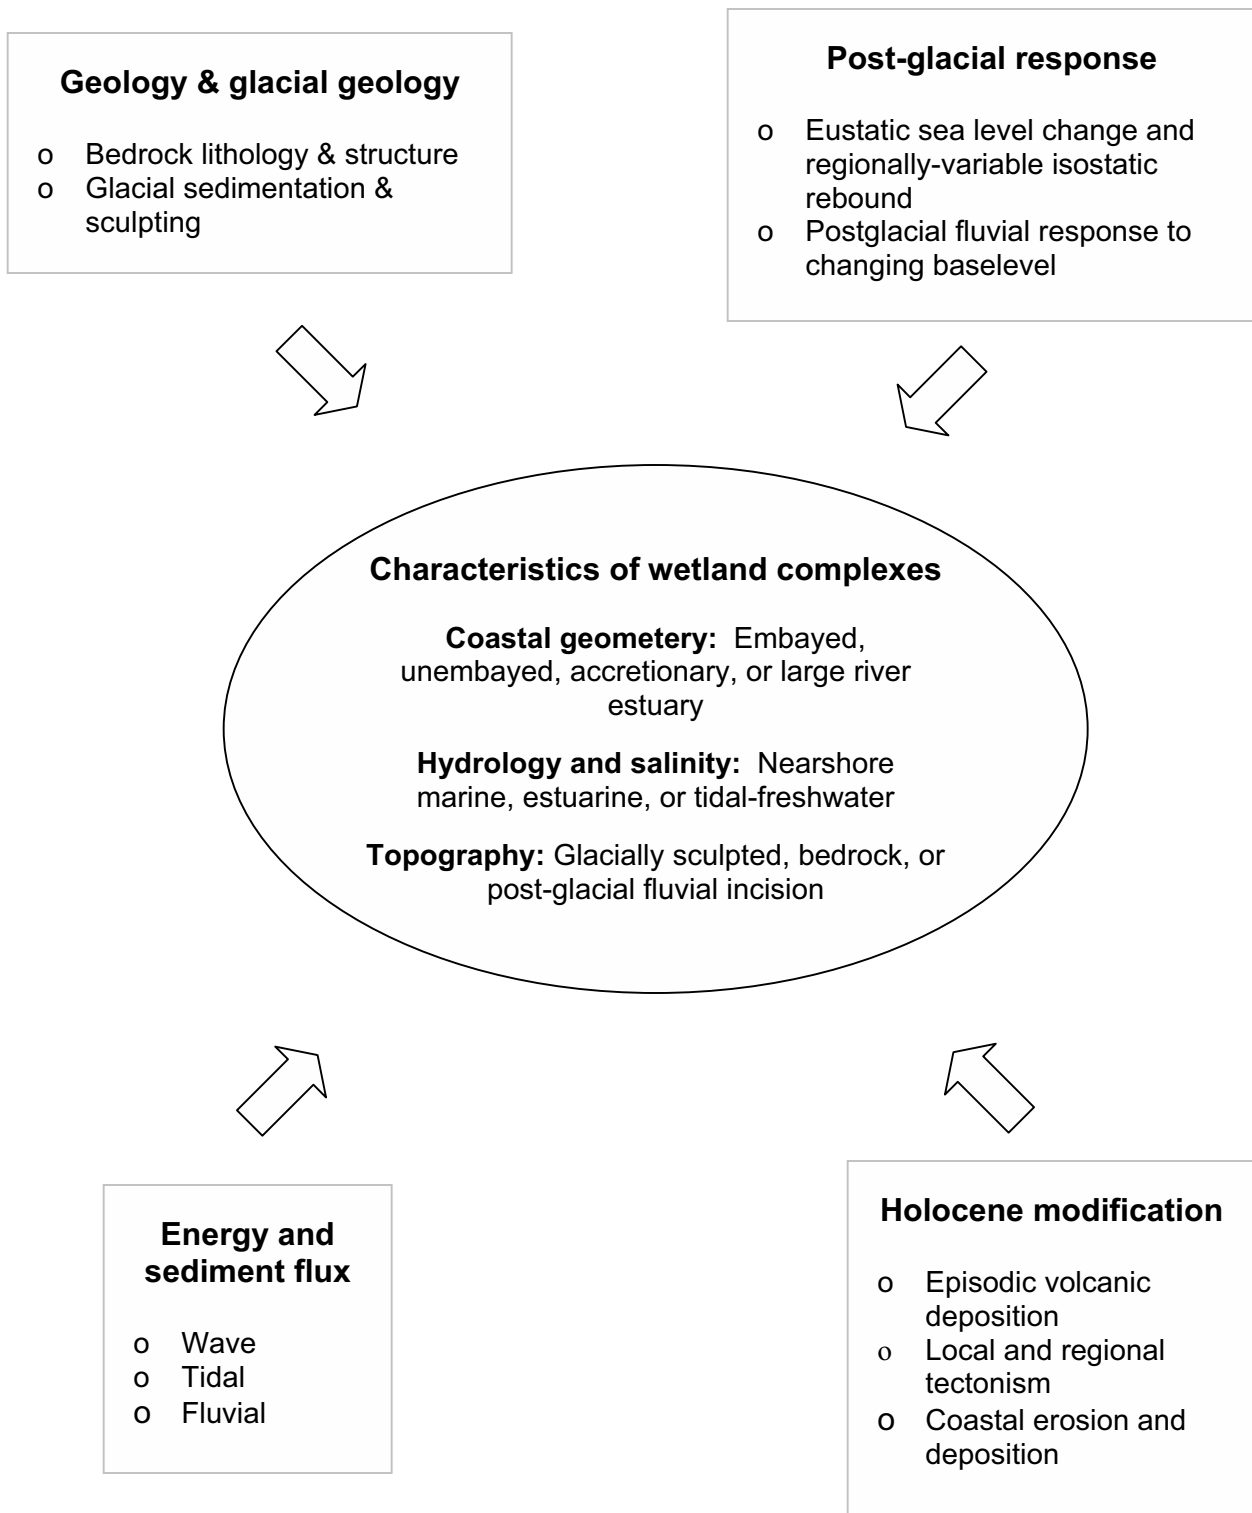 Geology & glacial geology
o Bedrock lithology & structure
o Glacial sedimentation &
sculpting
Post-glacial response
o Eustatic sea level change and
regionally-variable isostatic
rebound
o Postglacial fluvial response to
changing baselevel
Characteristics of wetland complexes
Coastal geometery: Embayed,
unembayed, accretionary, or large river
estuary
Hydrology and salinity: Nearshore
marine, estuarine, or tidal-freshwater
Topography: Glacially sculpted, bedrock, or
post-glacial fluvial incision
Energy and
sediment flux
o Wave
o Tidal
o Fluvial
Holocene modification
o Episodic volcanic
deposition
o Local and regional
tectonism
o Coastal erosion and
deposition